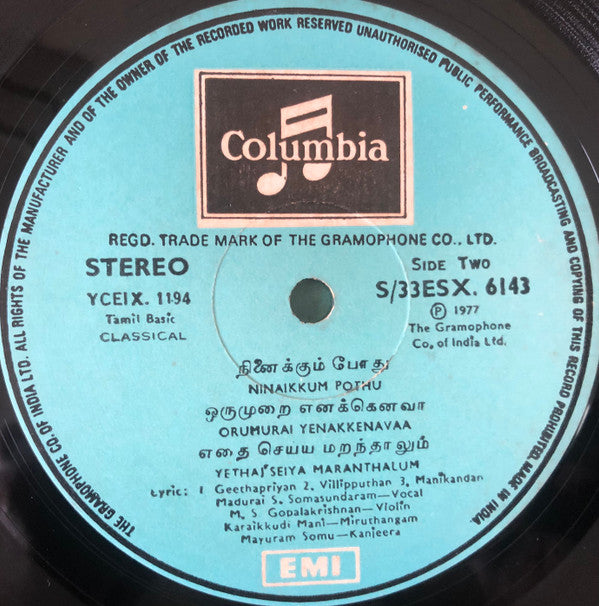 THE GRAMOPHONE CO. OF INDIA LTD. ALL RIGHTS OF THE MANUFACTURER AND OF THE OWNER OF THE RECORDED WORK RESERVED UNAUTHORISED PUBLIC PERFORMANCE BROADCASTING AND COPYING OF THIS RECORD PROHIBITED. MADE IN INDIA.
Columbia
REGD. TRADE MARK OF THE GRAMOPHONE CO., LTD.
STEREO
YCEIX. 1194
Tamil Basic
CLASSICAL
SIDE TWO
S/33ESX. 6143
Ⓟ 1977
The Gramophone
Co. of India Ltd.
நினைக்கும் போது
NINAIKKUM POTHU
ஒருமுறை எனக்கெனவா
ORUMURAI YENAKKENAVAA
எதை செய்ய மறந்தாலும்
YETHAI SEIYA MARANTHALUM
Lyric: 1 Geethapriyan 2. Villipputhan 3, Manikandan
Madurai S. Somasundaram—Vocal
M. S. Gopalakrishnan—Violin
Karaikkudi Mani—Miruthangam
Mayuram Somu—Kanjeera
EMI